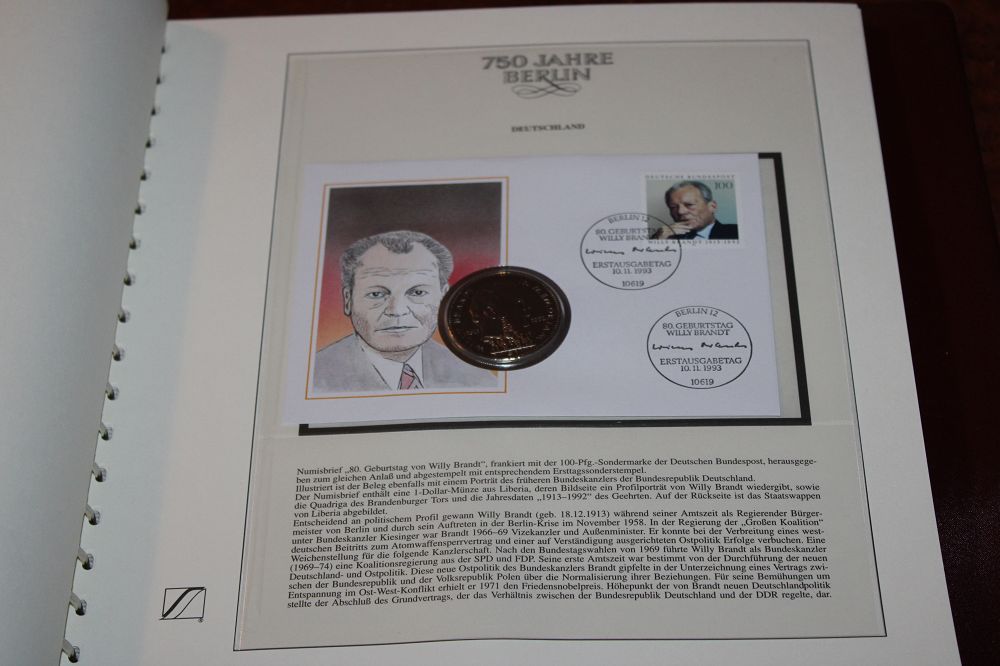 750 JAHRE
BERLIN
DEUTSCHLAND
DEUTSCHE BUNDESPOST
100
WILLY BRANDT 1913-1992
BERLIN 12
80. GEBURTSTAG
WILLY BRANDT
ERSTAUSGABETAG
10.11.1993
10619
BERLIN 12
80. GEBURTSTAG
WILLY BRANDT
ERSTAUSGABETAG
10.11.1993
10619
Numisbrief „80. Geburtstag von Willy Brandt“, frankiert mit der 100-Pfg.-Sondermarke der Deutschen Bundespost, herausgege-
ben zum gleichen Anlaß und abgestempelt mit entsprechendem Ersttagssonderstempel.
Illustriert ist der Beleg ebenfalls mit einem Porträt des früheren Bundeskanzlers der Bundesrepublik Deutschland.
Der Numisbrief enthält eine 1-Dollar-Münze aus Liberia, deren Bildseite ein Profilporträt von Willy Brandt wiedergibt, sowie
die Quadriga des Brandenburger Tors und die Jahresdaten „1913–1992“ des Geehrten. Auf der Rückseite ist das Staatswappen
von Liberia abgebildet.
Entscheidend an politischem Profil gewann Willy Brandt (geb. 18.12.1913) während seiner Amtszeit als Regierender Bürger-
meister von Berlin und durch sein Auftreten in der Berlin-Krise im November 1958. In der Regierung der „Großen Koalition“
unter Bundeskanzler Kiesinger war Brandt 1966–69 Vizekanzler und Außenminister. Er konnte bei der Verbreitung eines west-
deutschen Beitritts zum Atomwaffensperrvertrag und einer auf Verständigung ausgerichteten Ostpolitik Erfolge verbuchen. Eine
Weichenstellung für die folgende Kanzlerschaft. Nach den Bundestagswahlen von 1969 führte Willy Brandt als Bundeskanzler
(1969–74) eine Koalitionsregierung aus der SPD und FDP. Seine erste Amtszeit war bestimmt von der Durchführung der neuen
Deutschland- und Ostpolitik. Diese neue Ostpolitik des Bundeskanzlers Brandt gipfelte in der Unterzeichnung eines Vertrags zwi-
schen der Bundesrepublik und der Volksrepublik Polen über die Normalisierung ihrer Beziehungen. Für seine Bemühungen um
Entspannung im Ost-West-Konflikt erhielt er 1971 den Friedensnobelpreis. Höhepunkt der von Brandt neuen Deutschlandpolitik
stellte der Abschluß des Grundvertrags, der das Verhältnis zwischen der Bundesrepublik Deutschland und der DDR regelte, dar.